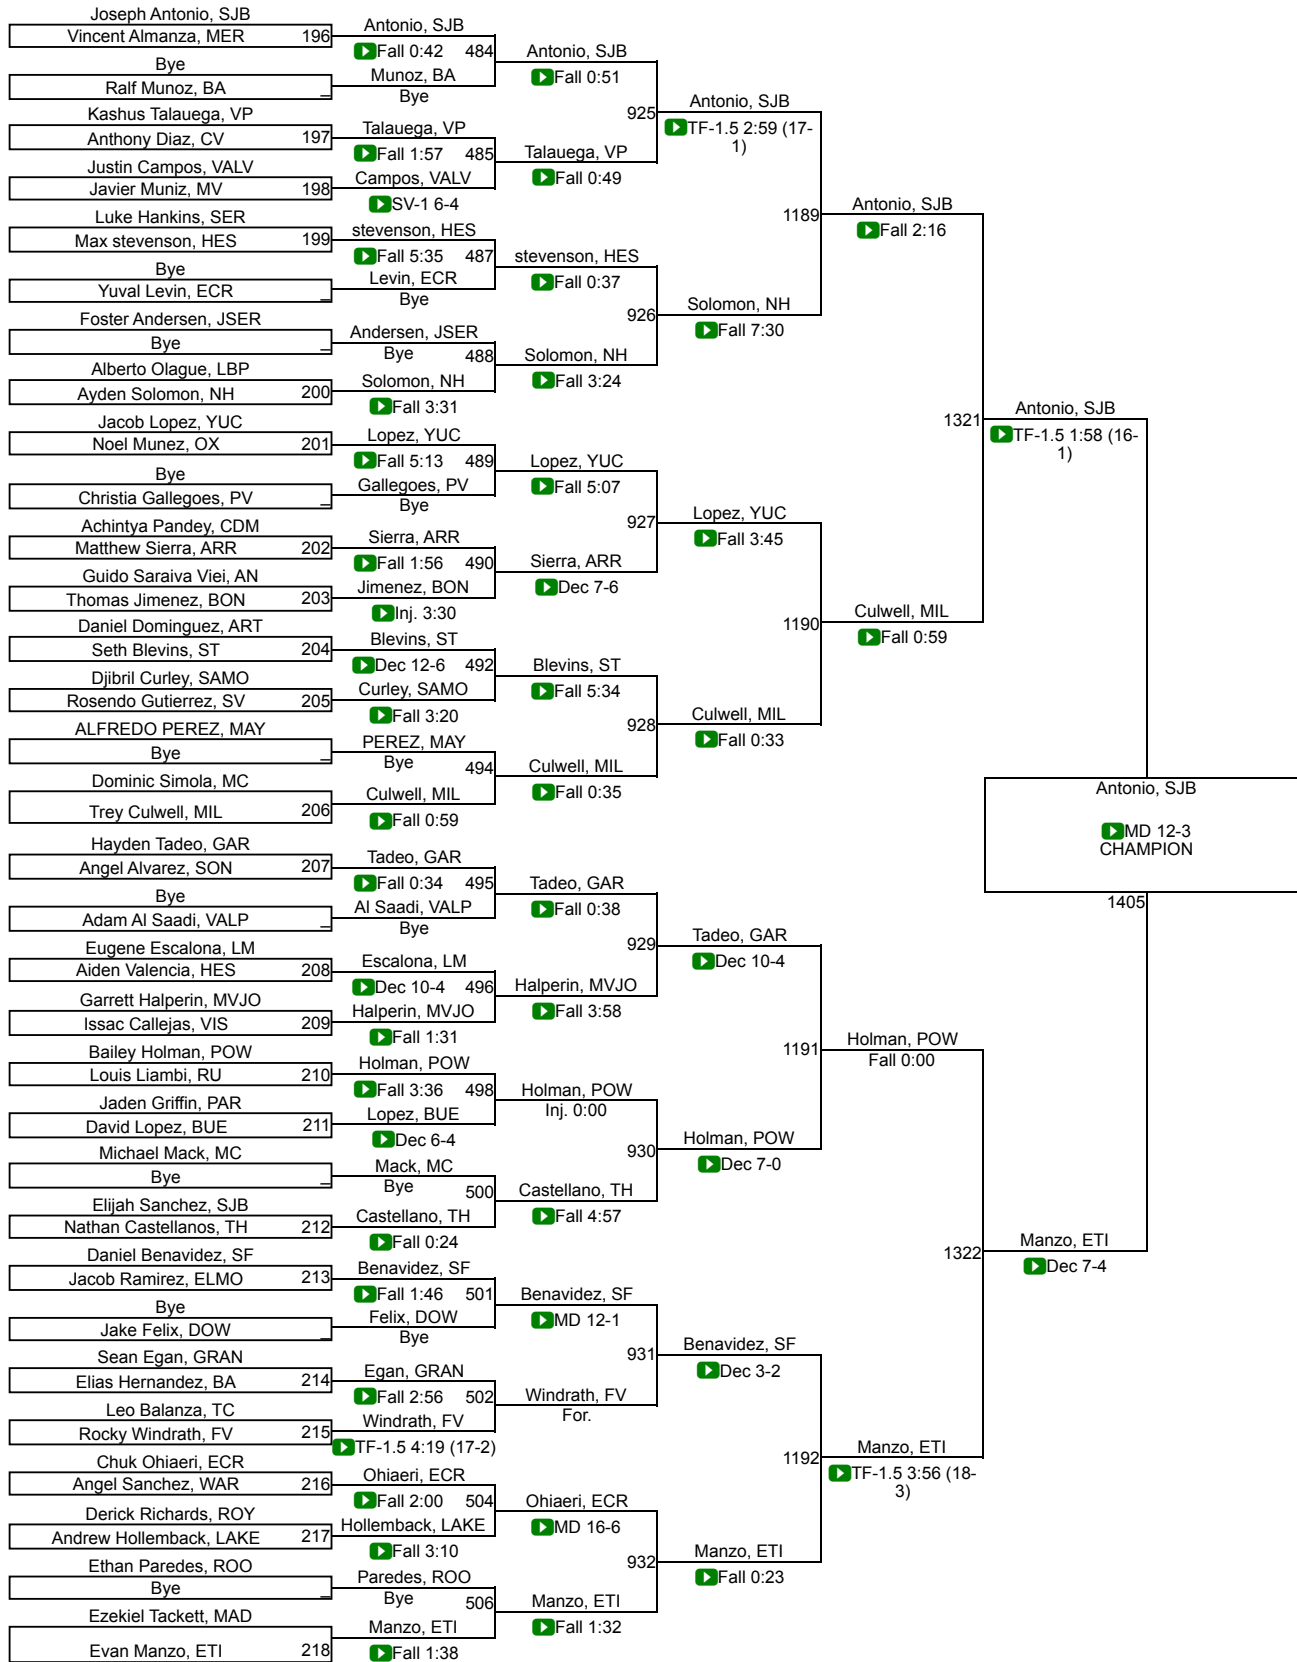 Joseph Antonio, SJB
Vincent Almanza, MER 196
Bye
Ralf Munoz, BA _
Kashus Talauega, VP
Anthony Diaz, CV 197
Justin Campos, VALV
Javier Muniz, MV 198
Luke Hankins, SER
Max stevenson, HES 199
Bye
Yuval Levin, ECR _
Foster Andersen, JSER
Bye _
Alberto Olague, LBP
Ayden Solomon, NH 200
Jacob Lopez, YUC
Noel Munez, OX 201
Bye
Christia Gallegoes, PV _
Achintya Pandey, CDM
Matthew Sierra, ARR 202
Guido Saraiva Viei, AN
Thomas Jimenez, BON 203
Daniel Dominguez, ART
Seth Blevins, ST 204
Djibril Curley, SAMO
Rosendo Gutierrez, SV 205
ALFREDO PEREZ, MAY
Bye _
Dominic Simola, MC
Trey Culwell, MIL 206
Hayden Tadeo, GAR
Angel Alvarez, SON 207
Bye
Adam Al Saadi, VALP _
Eugene Escalona, LM
Aiden Valencia, HES 208
Garrett Halperin, MVJO
Issac Callejas, VIS 209
Bailey Holman, POW
Louis Liambi, RU 210
Jaden Griffin, PAR
David Lopez, BUE 211
Michael Mack, MC
Bye _
Elijah Sanchez, SJB
Nathan Castellanos, TH 212
Daniel Benavidez, SF
Jacob Ramirez, ELMO 213
Bye
Jake Felix, DOW _
Sean Egan, GRAN
Elias Hernandez, BA 214
Leo Balanza, TC
Rocky Windrath, FV 215
Chuk Ohiaeri, ECR
Angel Sanchez, WAR 216
Derick Richards, ROY
Andrew Hollemback, LAKE 217
Ethan Paredes, ROO
Bye _
Ezekiel Tackett, MAD
Evan Manzo, ETI 218
Antonio, SJB
Fall 0:42 484
Munoz, BA
Bye
Talauega, VP
Fall 1:57 485
Campos, VALV
SV-1 6-4
stevenson, HES
Fall 5:35 487
Levin, ECR
Bye
Andersen, JSER
Bye 488
Solomon, NH
Fall 3:31
Lopez, YUC
Fall 5:13 489
Gallegoes, PV
Bye
Sierra, ARR
Fall 1:56 490
Jimenez, BON
Inj. 3:30
Blevins, ST
Dec 12-6 492
Curley, SAMO
Fall 3:20
PEREZ, MAY
Bye 494
Culwell, MIL
Fall 0:59
Tadeo, GAR
Fall 0:34 495
Al Saadi, VALP
Bye
Escalona, LM
Dec 10-4 496
Halperin, MVJO
Fall 1:31
Holman, POW
Fall 3:36 498
Lopez, BUE
Dec 6-4
Mack, MC
Bye 500
Castellano, TH
Fall 0:24
Benavidez, SF
Fall 1:46 501
Felix, DOW
Bye
Egan, GRAN
Fall 2:56 502
Windrath, FV
TF-1.5 4:19 (17-2)
Ohiaeri, ECR
Fall 2:00 504
Hollemback, LAKE
Fall 3:10
Paredes, ROO
Bye 506
Manzo, ETI
Fall 1:38
Antonio, SJB
Fall 0:51
925
Talauega, VP
Fall 0:49
stevenson, HES
Fall 0:37
926
Solomon, NH
Fall 3:24
Lopez, YUC
Fall 5:07
927
Sierra, ARR
Dec 7-6
Blevins, ST
Fall 5:34
928
Culwell, MIL
Fall 0:35
Tadeo, GAR
Fall 0:38
929
Halperin, MVJO
Fall 3:58
Holman, POW
Inj. 0:00
930
Castellano, TH
Fall 4:57
Benavidez, SF
MD 12-1
931
Windrath, FV
For.
Ohiaeri, ECR
MD 16-6
932
Manzo, ETI
Fall 1:32
Antonio, SJB
TF-1.5 2:59 (17-
1)
1189
Solomon, NH
Fall 7:30
Lopez, YUC
Fall 3:45
1190
Culwell, MIL
Fall 0:33
Tadeo, GAR
Dec 10-4
1191
Holman, POW
Dec 7-0
Benavidez, SF
Dec 3-2
1192
Manzo, ETI
Fall 0:23
Antonio, SJB
Fall 2:16
1321
Culwell, MIL
Fall 0:59
Holman, POW
Fall 0:00
1322
Manzo, ETI
TF-1.5 3:56 (18-
3)
Antonio, SJB
TF-1.5 1:58 (16-
1)
Manzo, ETI
Dec 7-4
Antonio, SJB
MD 12-3
CHAMPION
1405